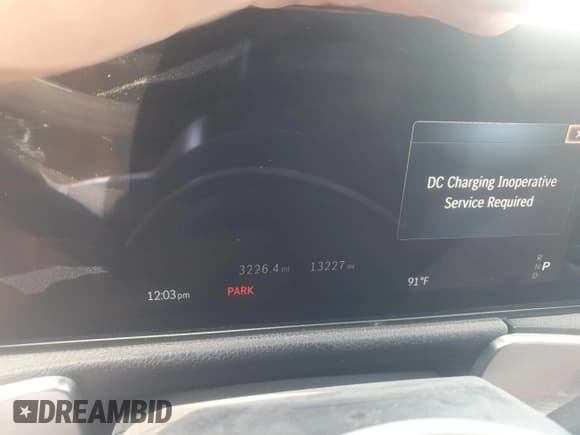 DC Charging Inoperative
Service Required
3226.4 mi 13227 mi
R
N P
D
12:03 pm PARK 91°F
DREAMBID